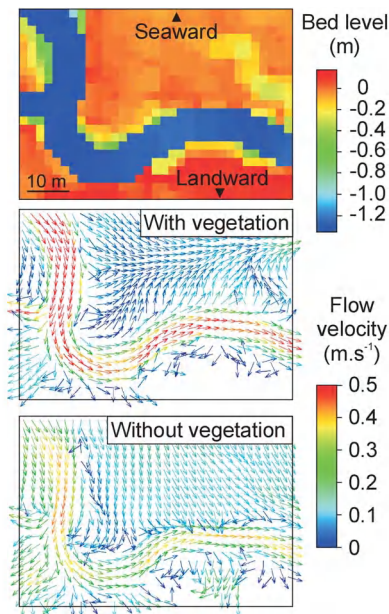 Seaward
10 m
Landward
Bed level
(m)
0
-0.2
-0.4
-0.6
-0.8
-1.0
-1.2
With vegetation
Without vegetation
Flow
velocity
(m.s⁻¹)
0.5
0.4
0.3
0.2
0.1
0